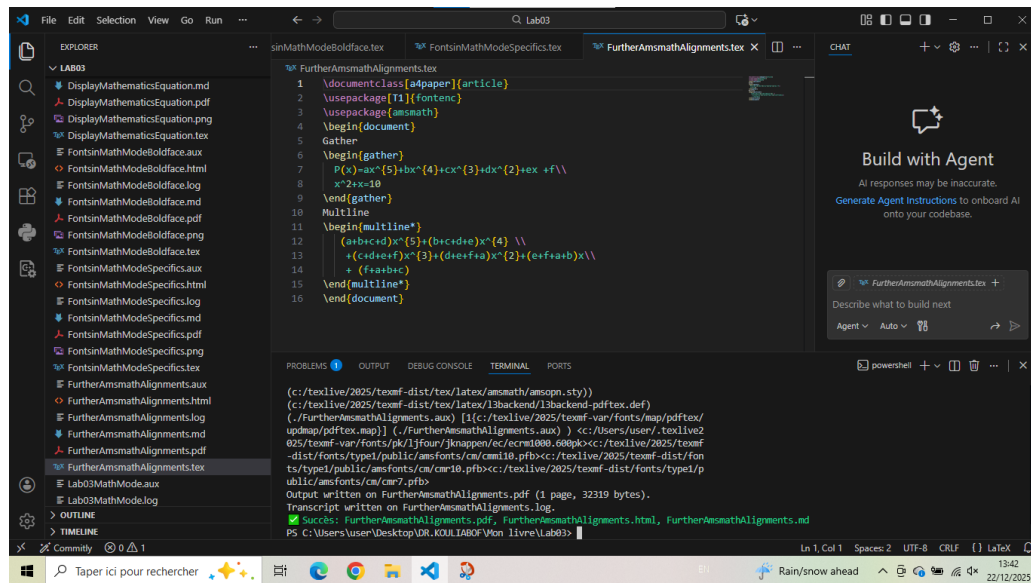 File Edit Selection View Go Run ··· Lab03
EXPLORER ···
LAB03
DisplayMathematicsEquation.md
DisplayMathematicsEquation.pdf
DisplayMathematicsEquation.png
DisplayMathematicsEquation.tex
FontsinMathModeBoldface.aux
FontsinMathModeBoldface.html
FontsinMathModeBoldface.log
FontsinMathModeBoldface.md
FontsinMathModeBoldface.pdf
FontsinMathModeBoldface.png
FontsinMathModeBoldface.tex
FontsinMathModeSpecifics.aux
FontsinMathModeSpecifics.html
FontsinMathModeSpecifics.log
FontsinMathModeSpecifics.md
FontsinMathModeSpecifics.pdf
FontsinMathModeSpecifics.png
FontsinMathModeSpecifics.tex
FurtherAmsmathAlignments.aux
FurtherAmsmathAlignments.html
FurtherAmsmathAlignments.log
FurtherAmsmathAlignments.md
FurtherAmsmathAlignments.pdf
FurtherAmsmathAlignments.tex
Lab03MathMode.aux
Lab03MathMode.log
OUTLINE
TIMELINE
sinMathModeBoldface.tex TEX FontsinMathModeSpecifics.tex TEX FurtherAmsmathAlignments.tex
TEX FurtherAmsmathAlignments.tex
1 \documentclass[a4paper]{article}
2 \usepackage[T1]{fontenc}
3 \usepackage{amsmath}
4 \begin{document}
5 Gather
6 \begin{gather}
7 P(x)=ax^{5}+bx^{4}+cx^{3}+dx^{2}+ex +f\\
8 x^2+x=10
9 \end{gather}
10 Multline
11 \begin{multline*}
12 (a+b+c+d)x^{5}+(b+c+d+e)x^{4} \\
13 +(c+d+e+f)x^{3}+(d+e+f+a)x^{2}+(e+f+a+b)x\\
14 + (f+a+b+c)
15 \end{multline*}
16 \end{document}
CHAT
Build with Agent
AI responses may be inaccurate.
Generate Agent Instructions to onboard AI
onto your codebase.
TEX FurtherAmsmathAlignments.tex
Describe what to build next
Agent Auto
PROBLEMS 1 OUTPUT DEBUG CONSOLE TERMINAL PORTS powershell
(c:/texlive/2025/texmf-dist/tex/latex/amsmath/amsopn.sty))
(c:/texlive/2025/texmf-dist/tex/latex/l3backend/l3backend-pdftex.def)
(./FurtherAmsmathAlignments.aux) [1{c:/texlive/2025/texmf-var/fonts/map/pdftex/
updmap/pdftex.map}] (./FurtherAmsmathAlignments.aux) ) <c:/Users/user/.texlive2
025/texmf-var/fonts/pk/ljfour/jknappen/ec/ecrm1000.600pk><c:/texlive/2025/texmf
-dist/fonts/type1/public/amsfonts/cm/cmmi10.pfb><c:/texlive/2025/texmf-dist/fon
ts/type1/public/amsfonts/cm/cmr10.pfb><c:/texlive/2025/texmf-dist/fonts/type1/p
ublic/amsfonts/cm/cmr7.pfb>
Output written on FurtherAmsmathAlignments.pdf (1 page, 32319 bytes).
Transcript written on FurtherAmsmathAlignments.log.
Succès: FurtherAmsmathAlignments.pdf, FurtherAmsmathAlignments.html, FurtherAmsmathAlignments.md
PS C:\Users\user\Desktop\DR.KOULIABOF\Mon livre\Lab03>
Commitly 0 1 Ln 1, Col 1 Spaces: 2 UTF-8 CRLF {} LaTeX
Taper ici pour rechercher Rain/snow ahead 13:42
22/12/2025